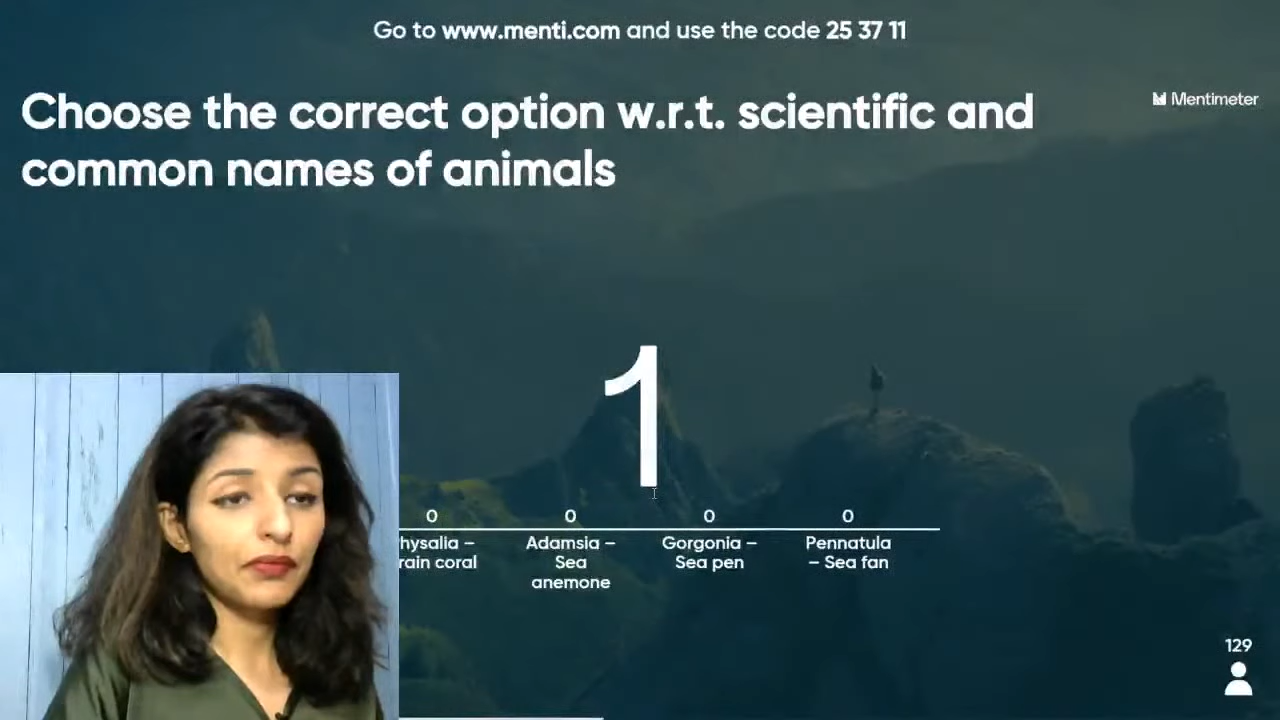 Go to www.menti.com and use the code 25 37 11
Choose the correct option w.r.t. scientific and
common names of animals
Mentimeter
1
0
0
0
0
hysalia –
rain coral
Adamsia –
Sea
anemone
Gorgonia –
Sea pen
Pennatula
– Sea fan
129